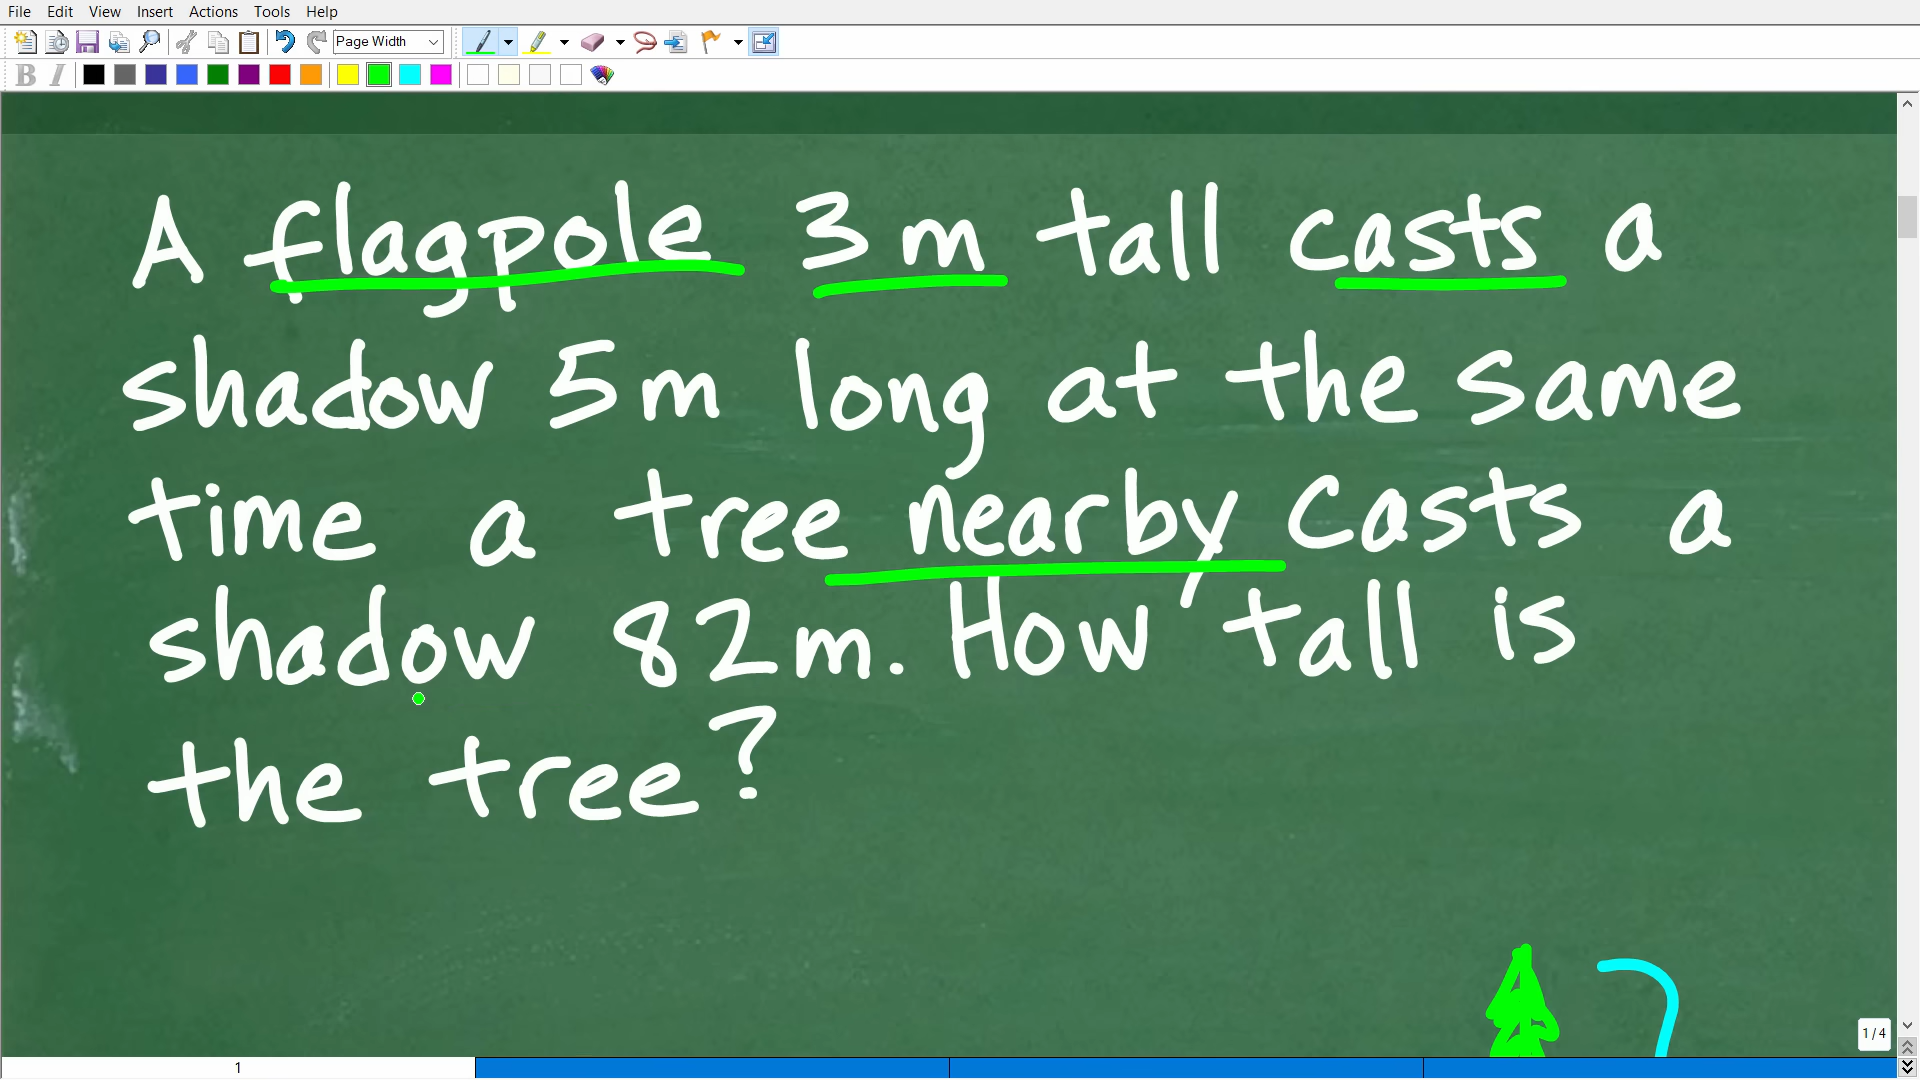 File Edit View Insert Actions Tools Help
Page Width
B I
A flagpole 3m tall casts a
shadow 5m long at the same
time a tree nearby casts a
shadow 82m. How tall is
the tree?
?
1 / 4
1